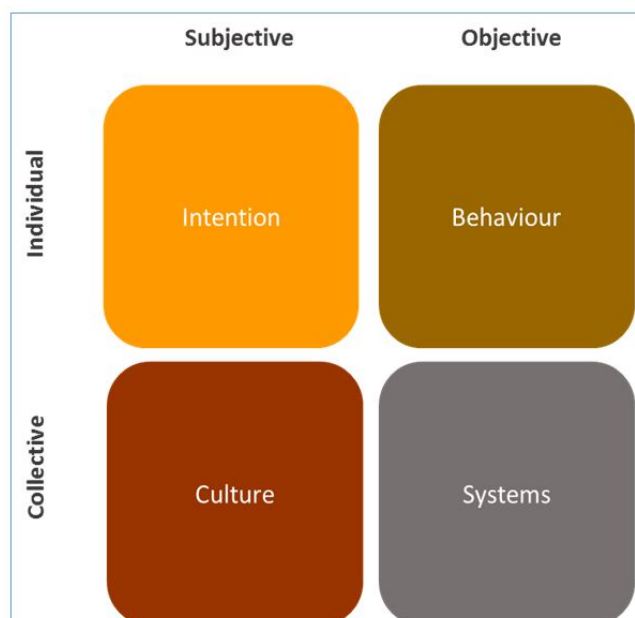 Subjective Objective
Individual
Intention Behaviour
Collective
Culture Systems